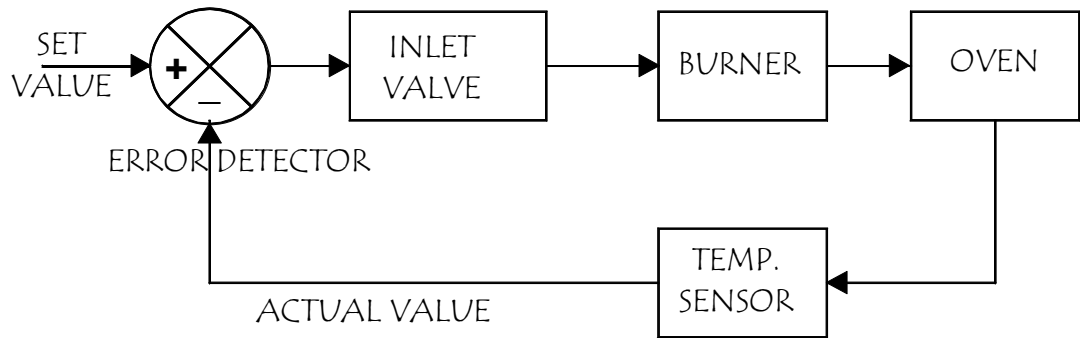 SET
VALUE
+
−
INLET
VALVE
BURNER
OVEN
ERROR DETECTOR
TEMP.
SENSOR
ACTUAL VALUE